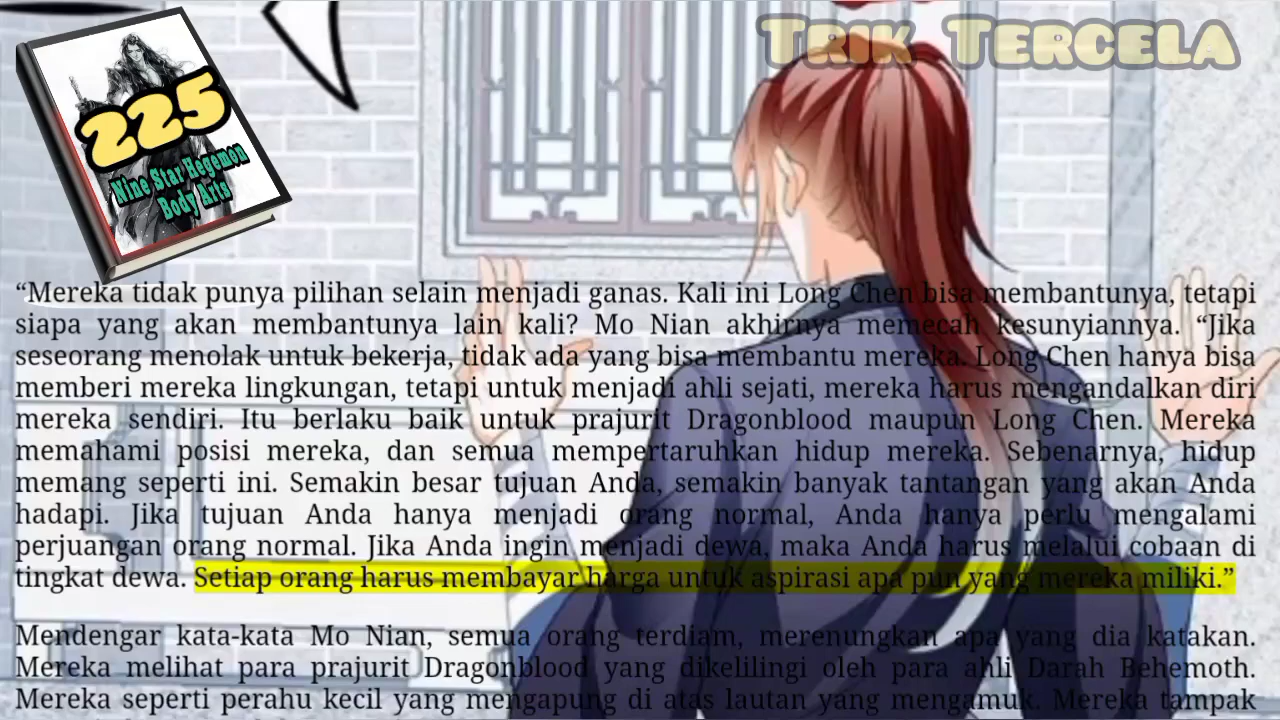 Trik Tercela
225
Nine Star Hegemon
Body Arts
“Mereka tidak punya pilihan selain menjadi ganas. Kali ini Long Chen bisa membantunya, tetapi
siapa yang akan membantunya lain kali? Mo Nian akhirnya memecah kesunyiannya. “Jika
seseorang menolak untuk bekerja, tidak ada yang bisa membantu mereka. Long Chen hanya bisa
memberi mereka lingkungan, tetapi untuk menjadi ahli sejati, mereka harus mengandalkan diri
mereka sendiri. Itu berlaku baik untuk prajurit Dragonblood maupun Long Chen. Mereka
memahami posisi mereka, dan semua mempertaruhkan hidup mereka. Sebenarnya, hidup
memang seperti ini. Semakin besar tujuan Anda, semakin banyak tantangan yang akan Anda
hadapi. Jika tujuan Anda hanya menjadi orang normal, Anda hanya perlu mengalami
perjuangan orang normal. Jika Anda ingin menjadi dewa, maka Anda harus melalui cobaan di
tingkat dewa. Setiap orang harus membayar harga untuk aspirasi apa pun yang mereka miliki.”
Mendengar kata-kata Mo Nian, semua orang terdiam, merenungkan apa yang dia katakan.
Mereka melihat para prajurit Dragonblood yang dikelilingi oleh para ahli Darah Behemoth.
Mereka seperti perahu kecil yang mengapung di atas lautan yang mengamuk. Mereka tampak